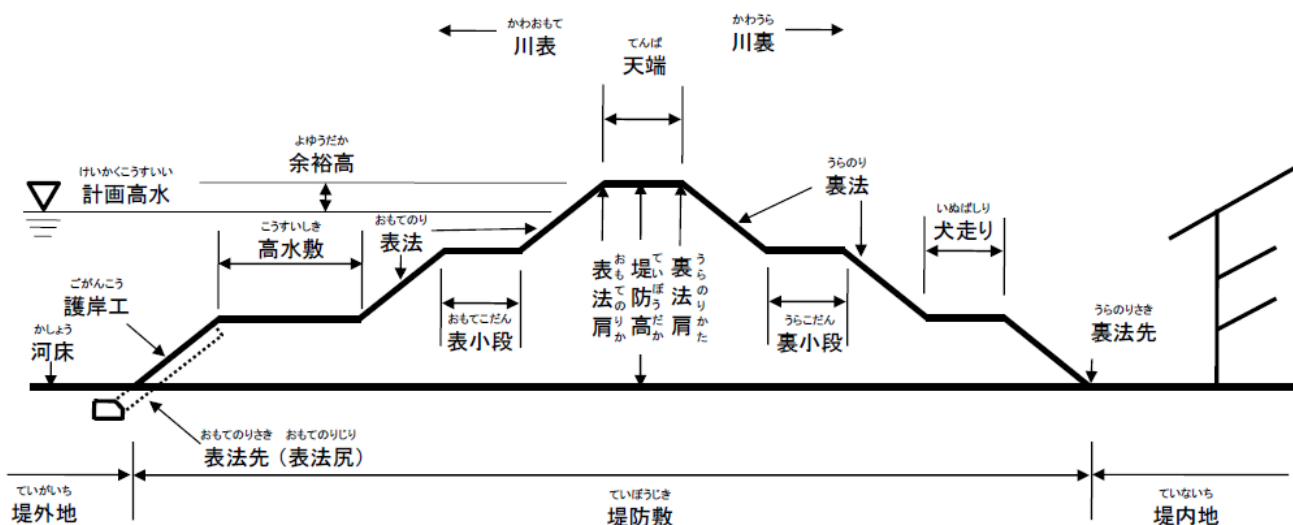 かわおもて
川表
てんぱ
天端
かわうら
川裏
よゆうだか
余裕高
けいかくこうすいい
計画高水
こうすいしき
高水敷
おもてのり
表法
うらのり
裏法
いぬばしり
犬走り
ごがんこう
護岸工
かしょう
河床
おもてこだん
表小段
おもてのりか
表法肩
ていぼうだか
堤防高
うらのりかた
裏法肩
うらこだん
裏小段
うらのりさき
裏法先
おもてのりさき おもてのりじり
表法先(表法尻)
ていがいち
堤外地
ていぼうじき
堤防敷
ていないち
堤内地